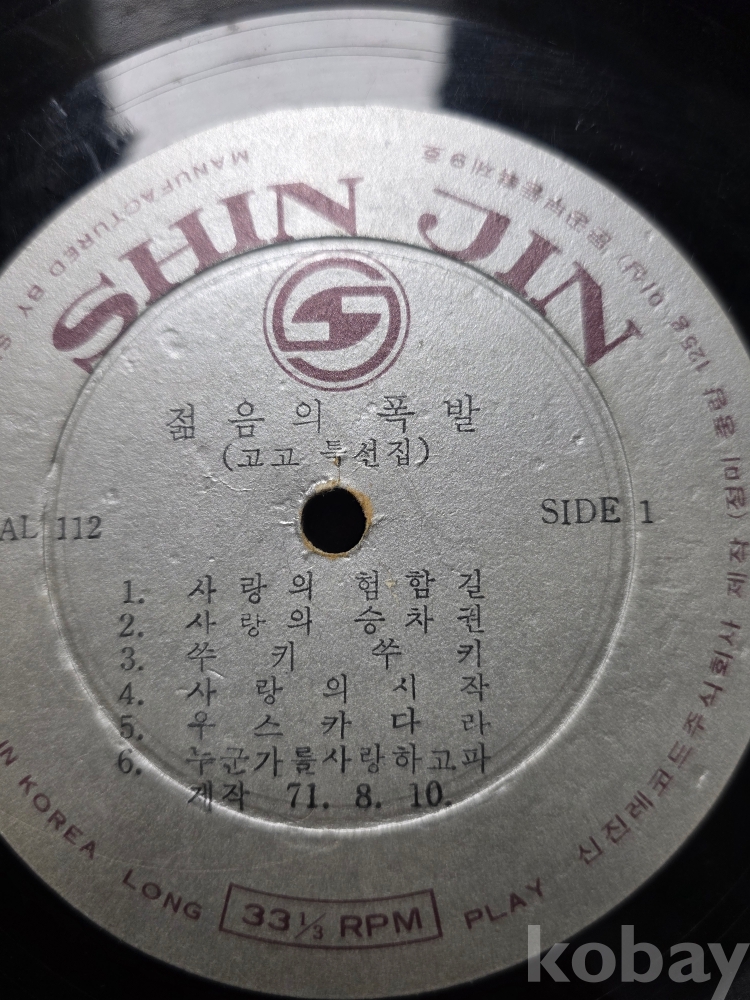 SHIN JIN
젊음의 폭발
(고고 특선집)
AL 112
SIDE 1
1. 사랑의 험함길
2. 사랑의 승차권
3. 쑤키 쑤키
4. 사랑의 시작
5. 우스카다라
6. 누군가를사랑하고파
제작 71. 8. 10.
MANUFACTURED BY S
IN KOREA
LONG 33 1/3 RPM PLAY
신진레코드주식회사 제작
kobay